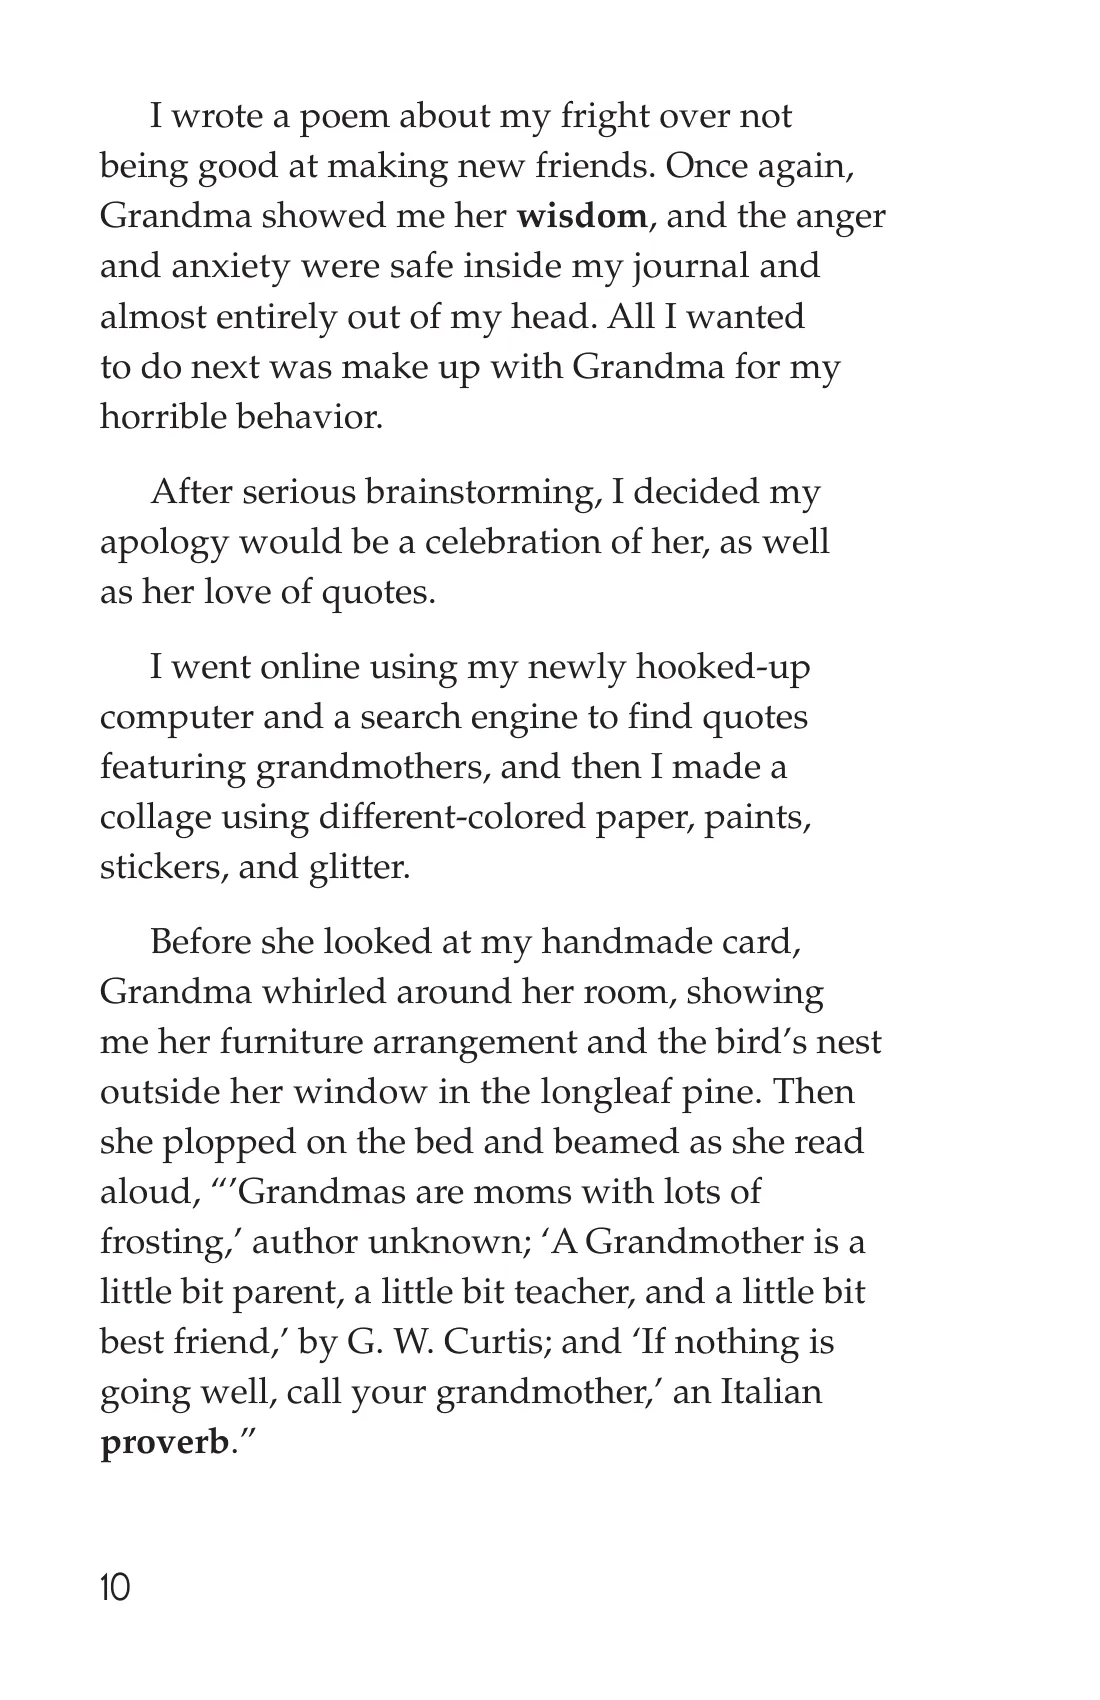 I wrote a poem about my fright over not
being good at making new friends. Once again,
Grandma showed me her wisdom, and the anger
and anxiety were safe inside my journal and
almost entirely out of my head. All I wanted
to do next was make up with Grandma for my
horrible behavior.
After serious brainstorming, I decided my
apology would be a celebration of her, as well
as her love of quotes.
I went online using my newly hooked-up
computer and a search engine to find quotes
featuring grandmothers, and then I made a
collage using different-colored paper, paints,
stickers, and glitter.
Before she looked at my handmade card,
Grandma whirled around her room, showing
me her furniture arrangement and the bird’s nest
outside her window in the longleaf pine. Then
she plopped on the bed and beamed as she read
aloud, “’Grandmas are moms with lots of
frosting,’ author unknown; ‘A Grandmother is a
little bit parent, a little bit teacher, and a little bit
best friend,’ by G. W. Curtis; and ‘If nothing is
going well, call your grandmother,’ an Italian
proverb.”
10